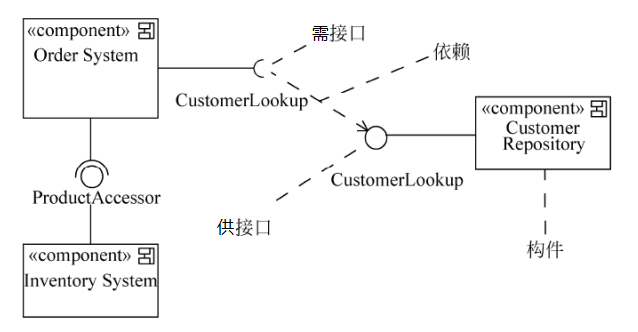 «component»
Order System
需接口
依赖
CustomerLookup
«component»
Customer
Repository
CustomerLookup
ProductAccessor
供接口
构件
«component»
Inventory System